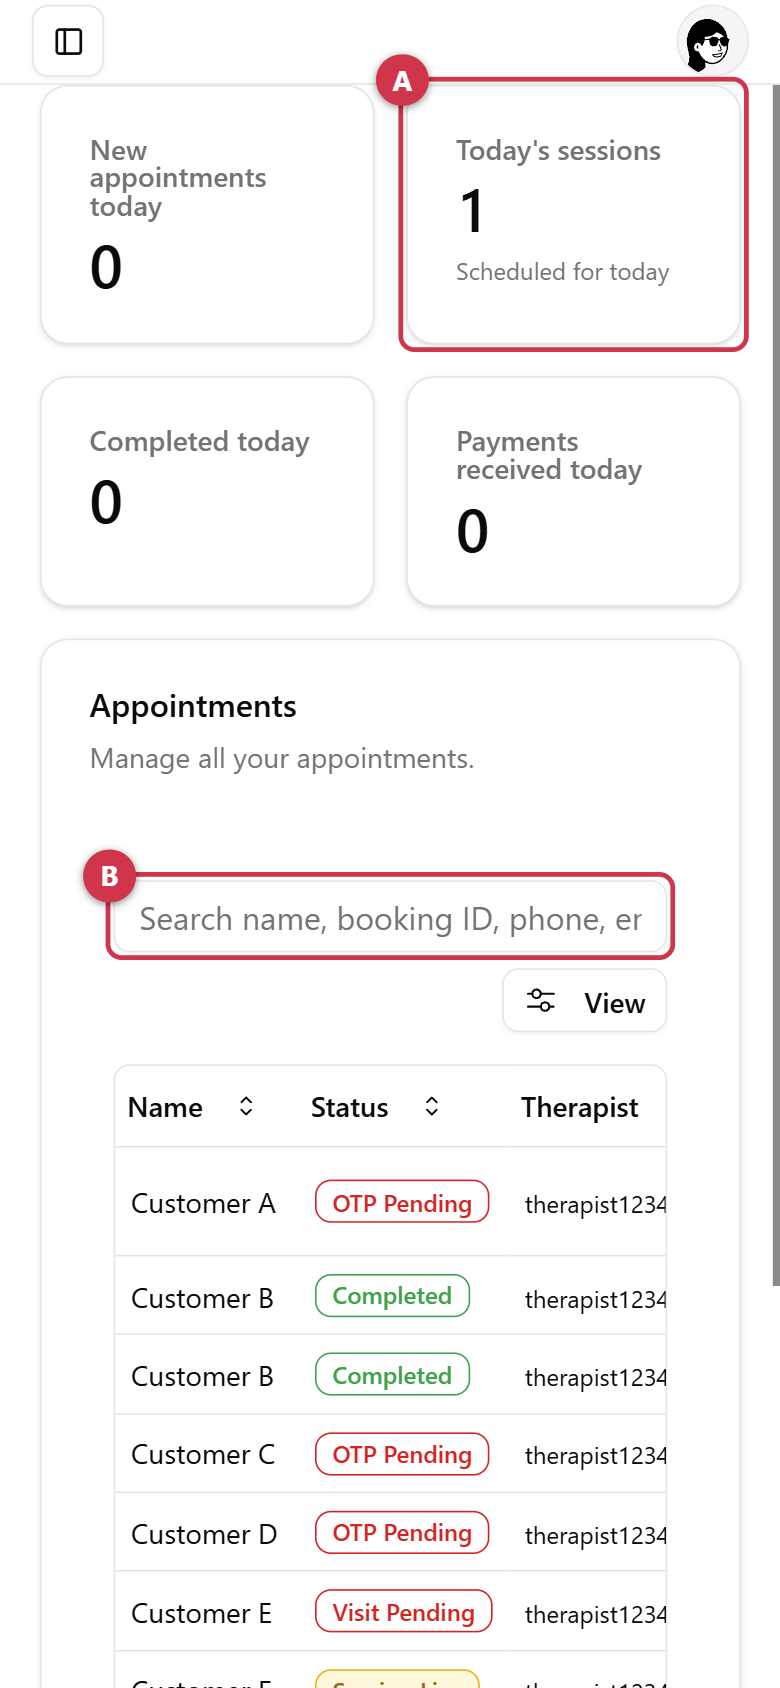 A
New
appointments
today
0
Today's sessions
1
Scheduled for today
Completed today
0
Payments
received today
0
Appointments
Manage all your appointments.
B
Search name, booking ID, phone, er
View
Name Status Therapist
Customer A OTP Pending therapist1234
Customer B Completed therapist1234
Customer B Completed therapist1234
Customer C OTP Pending therapist1234
Customer D OTP Pending therapist1234
Customer E Visit Pending therapist1234